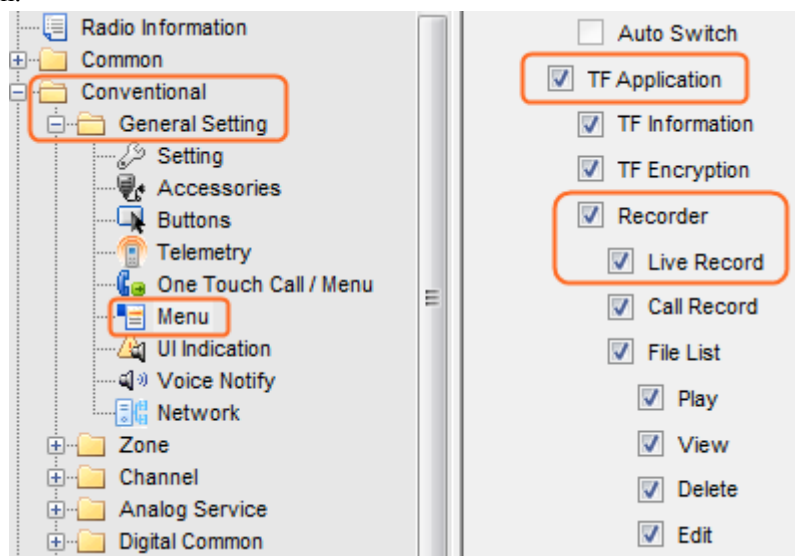 Radio Information
Common
Conventional
General Setting
Setting
Accessories
Buttons
Telemetry
One Touch Call / Menu
Menu
UI Indication
Voice Notify
Network
Zone
Channel
Analog Service
Digital Common
Auto Switch
TF Application
TF Information
TF Encryption
Recorder
Live Record
Call Record
File List
Play
View
Delete
Edit